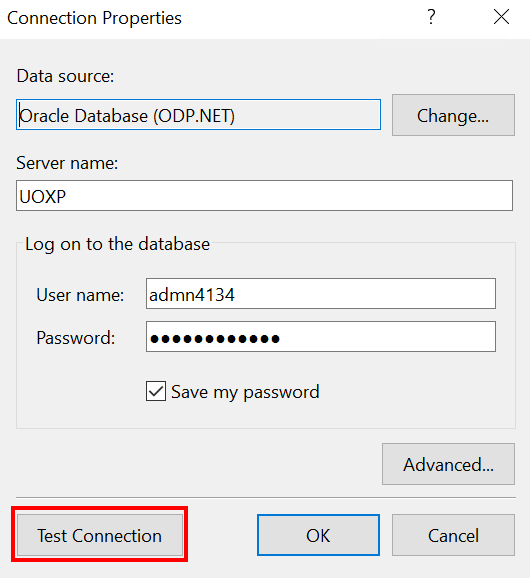 Connection Properties ?
Data source:
Oracle Database (ODP.NET) Change...
Server name:
UOXP
Log on to the database
User name: admn4134
Password: ●●●●●●●●●●●●
Save my password
Advanced...
Test Connection OK Cancel